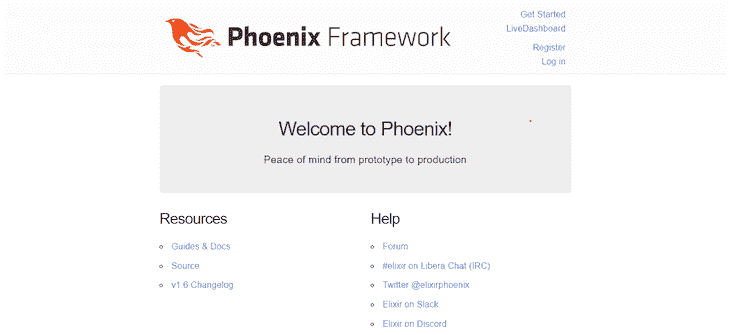 Phoenix Framework
Get Started
LiveDashboard
Register
Log in
Welcome to Phoenix!
Peace of mind from prototype to production
Resources
Guides & Docs
Source
v1.6 Changelog
Help
Forum
#elixir on Libera Chat (IRC)
Twitter @elixirphoenix
Elixir on Slack
Elixir on Discord